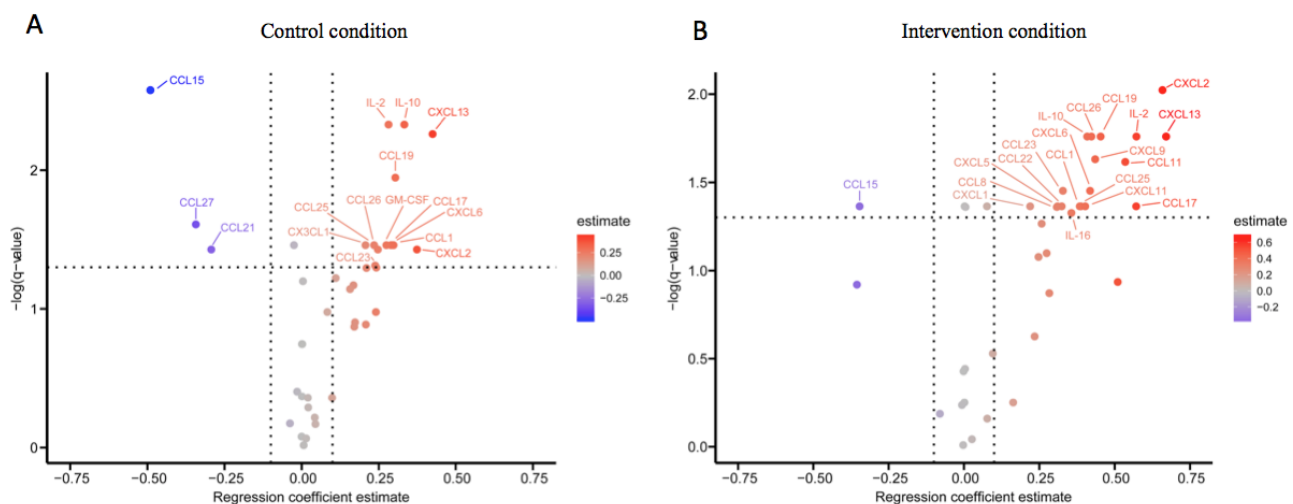 A
Control condition
CCL15
IL-2
IL-10
CXCL13
CCL19
CCL27
CCL26
GM-CSF
CCL17
CCL25
CXCL6
CCL21
CX3CL1
CCL1
CXCL2
CCL23
−log(q−value)
2
1
0
−0.75
−0.50
−0.25
0.00
0.25
0.50
0.75
Regression coefficient estimate
estimate
0.25
0.00
−0.25
B
Intervention condition
CXCL2
CCL19
CCL26
IL-2
CXCL13
IL-10
CXCL6
CXCL9
CCL23
CCL1
CCL11
CXCL5
CCL22
CCL25
CCL8
CXCL11
CCL15
CXCL1
CCL17
IL-16
−log(q−value)
2.0
1.5
1.0
0.5
0.0
−0.75
−0.50
−0.25
0.00
0.25
0.50
0.75
Regression coefficient estimate
estimate
0.6
0.4
0.2
0.0
−0.2